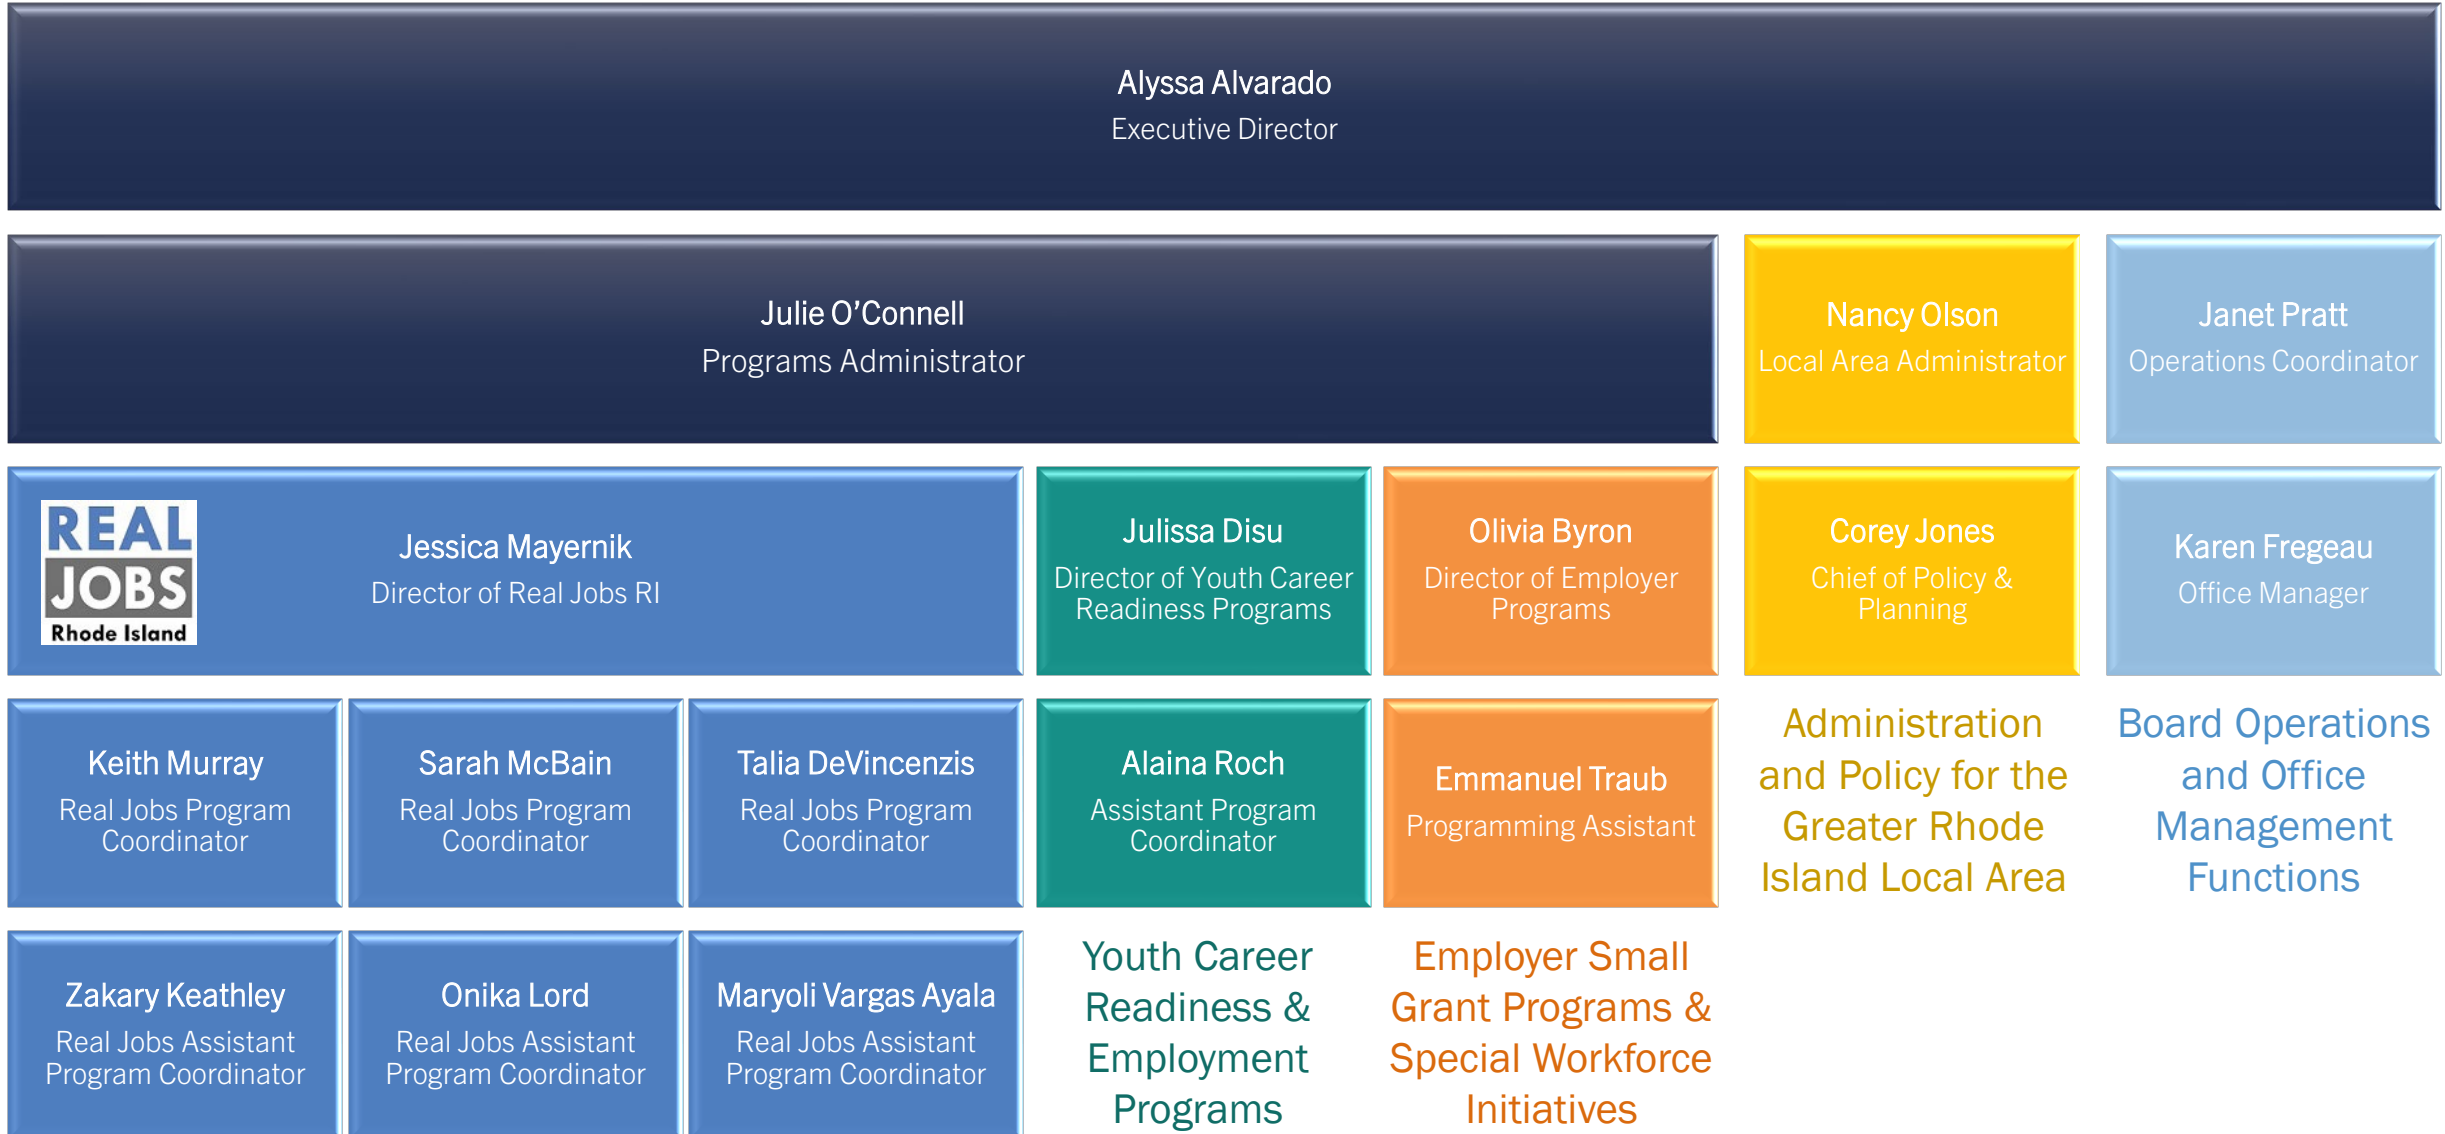 Alyssa Alvarado
Executive Director
Julie O’Connell
Programs Administrator
Nancy Olson
Local Area Administrator
Janet Pratt
Operations Coordinator
REAL
JOBS
Rhode Island
Jessica Mayernik
Director of Real Jobs RI
Julissa Disu
Director of Youth Career
Readiness Programs
Olivia Byron
Director of Employer
Programs
Corey Jones
Chief of Policy &
Planning
Karen Fregeau
Office Manager
Keith Murray
Real Jobs Program
Coordinator
Sarah McBain
Real Jobs Program
Coordinator
Talia DeVincenzis
Real Jobs Program
Coordinator
Alaina Roch
Assistant Program
Coordinator
Emmanuel Traub
Programming Assistant
Administration
and Policy for the
Greater Rhode
Island Local Area
Board Operations
and Office
Management
Functions
Zakary Keathley
Real Jobs Assistant
Program Coordinator
Onika Lord
Real Jobs Assistant
Program Coordinator
Maryoli Vargas Ayala
Real Jobs Assistant
Program Coordinator
Youth Career
Readiness &
Employment
Programs
Employer Small
Grant Programs &
Special Workforce
Initiatives